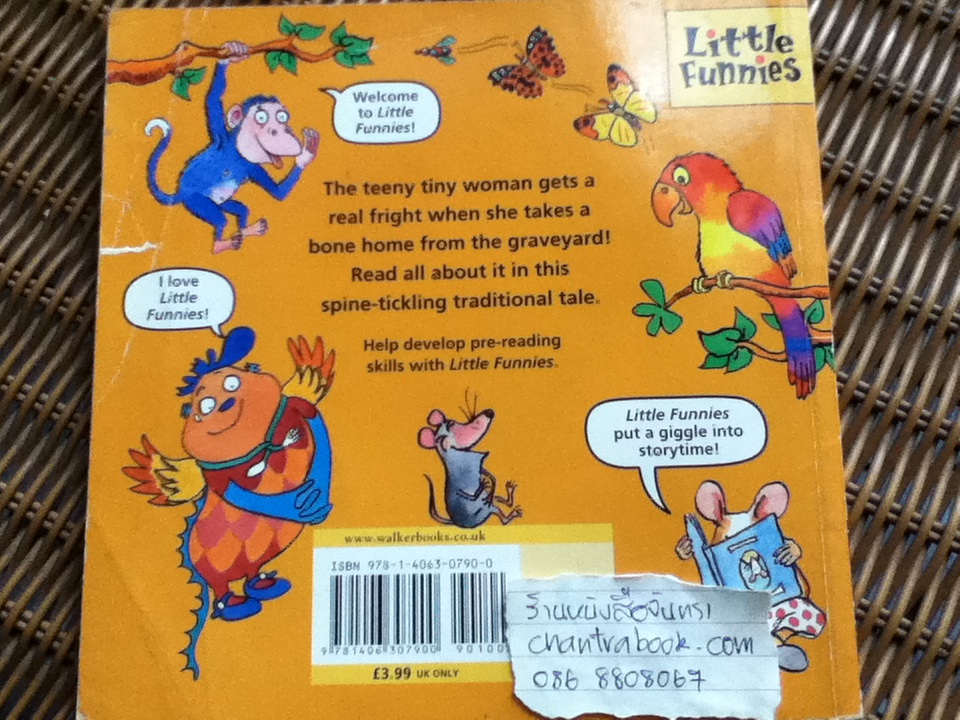 Little
Funnies
Welcome
to Little
Funnies!
The teeny tiny woman gets a
real fright when she takes a
bone home from the graveyard!
Read all about it in this
spine-tickling traditional tale.
I love
Little
Funnies!
Help develop pre-reading
skills with Little Funnies.
Little Funnies
put a giggle into
storytime!
www.walkerbooks.co.uk
ISBN 978-1-4063-0790-0
9 781406 307900 90100
£3.99 UK ONLY
ร้านหนังสือจันทรา
chantrabook.com
086 8808067